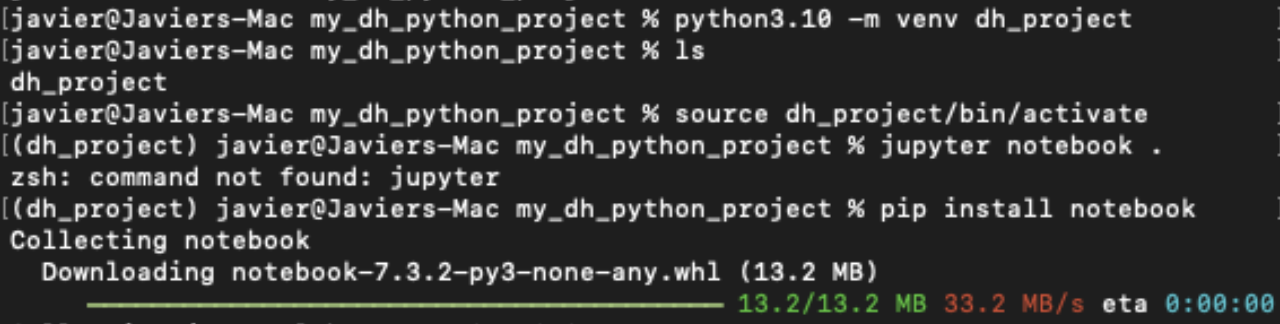 [javier@Javiers-Mac my_dh_python_project % python3.10 -m venv dh_project
[javier@Javiers-Mac my_dh_python_project % ls
dh_project
[javier@Javiers-Mac my_dh_python_project % source dh_project/bin/activate
[(dh_project) javier@Javiers-Mac my_dh_python_project % jupyter notebook .
zsh: command not found: jupyter
[(dh_project) javier@Javiers-Mac my_dh_python_project % pip install notebook
Collecting notebook
Downloading notebook-7.3.2-py3-none-any.whl (13.2 MB)
13.2/13.2 MB 33.2 MB/s eta 0:00:00